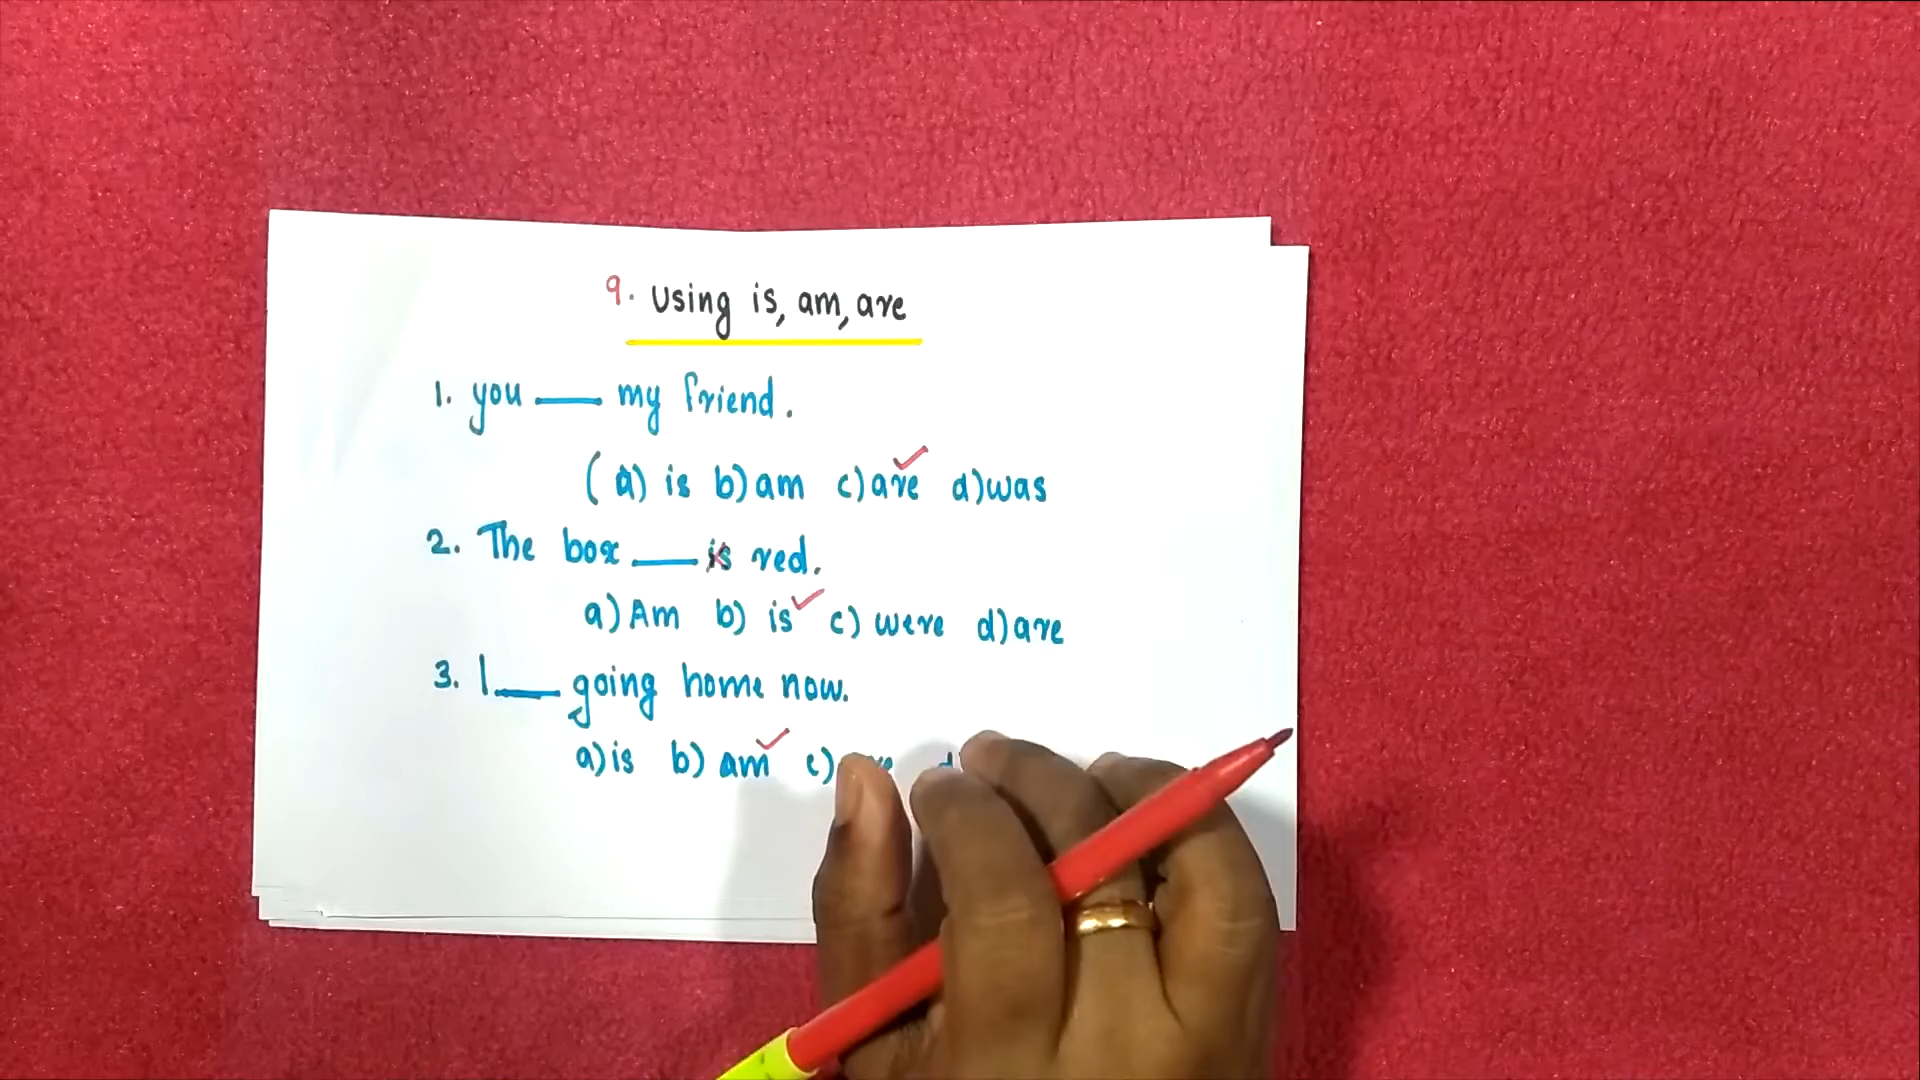 9. Using is, am, are
1. you ___ my friend.
(a) is b) am c) are d) was
2. The box ___ is red.
a) Am b) is c) were d) are
3. I ___ going home now.
a) is b) am c)